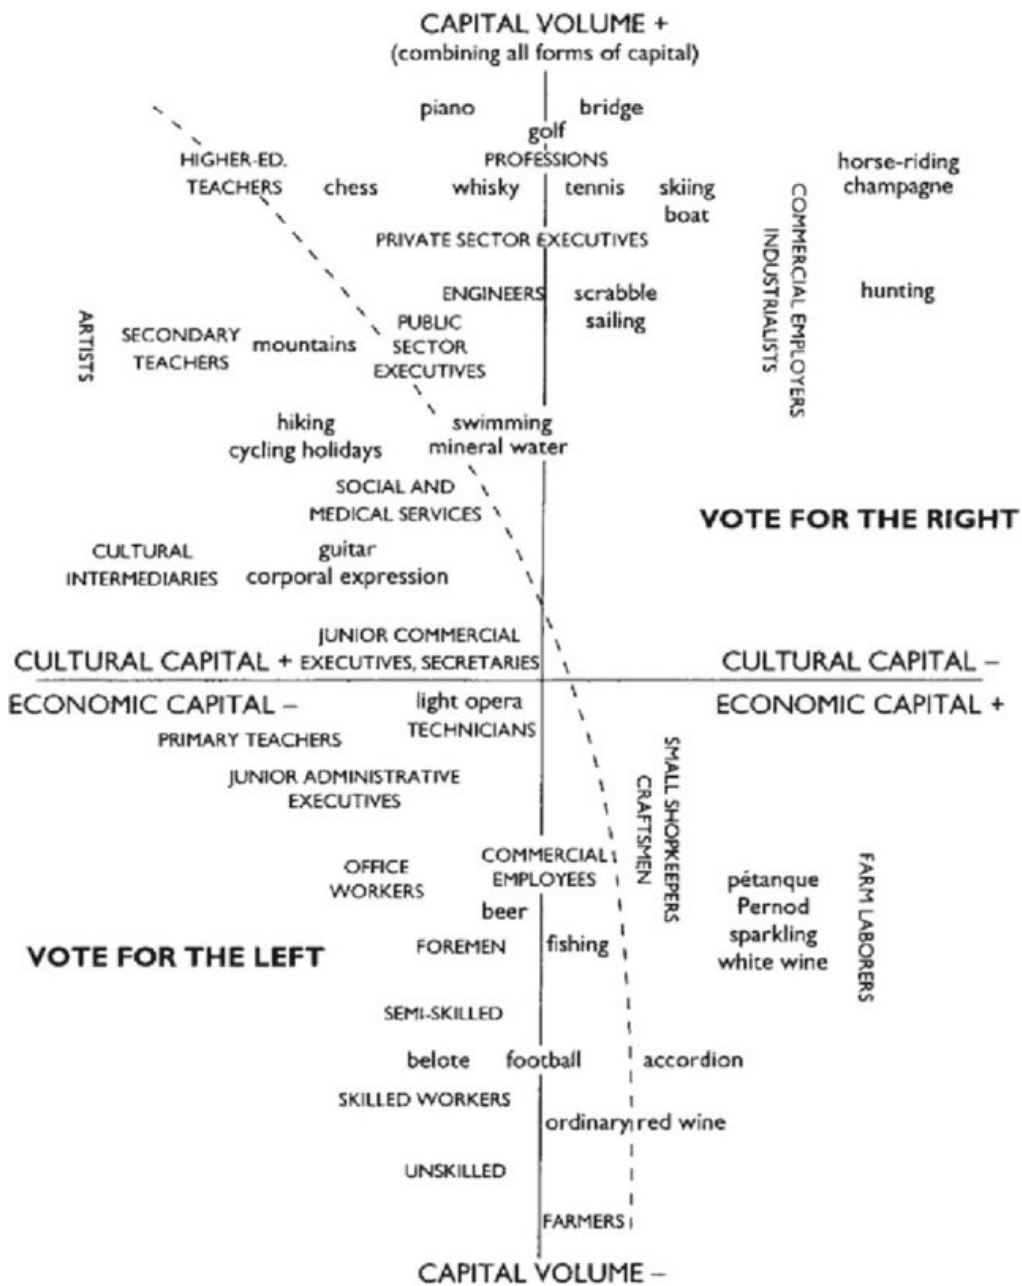 CAPITAL VOLUME +
(combining all forms of capital)
piano
bridge
golf
HIGHER-ED.
TEACHERS
chess
PROFESSIONS
whisky
tennis
skiing
boat
horse-riding
champagne
PRIVATE SECTOR EXECUTIVES
COMMERCIAL EMPLOYERS
INDUSTRIALISTS
ENGINEERS
scrabble
sailing
hunting
ARTISTS
SECONDARY
TEACHERS
mountains
PUBLIC
SECTOR
EXECUTIVES
hiking
cycling holidays
swimming
mineral water
SOCIAL AND
MEDICAL SERVICES
VOTE FOR THE RIGHT
CULTURAL
INTERMEDIARIES
guitar
corporal expression
JUNIOR COMMERCIAL
EXECUTIVES, SECRETARIES
CULTURAL CAPITAL +
CULTURAL CAPITAL –
ECONOMIC CAPITAL –
ECONOMIC CAPITAL +
light opera
TECHNICIANS
PRIMARY TEACHERS
JUNIOR ADMINISTRATIVE
EXECUTIVES
SMALL SHOPKEEPERS
CRAFTSMEN
OFFICE
WORKERS
COMMERCIAL
EMPLOYEES
beer
pétanque
Pernod
sparkling
white wine
FARM LABORERS
VOTE FOR THE LEFT
FOREMEN
fishing
SEMI-SKILLED
belote
football
accordion
SKILLED WORKERS
ordinary red wine
UNSKILLED
FARMERS
CAPITAL VOLUME –